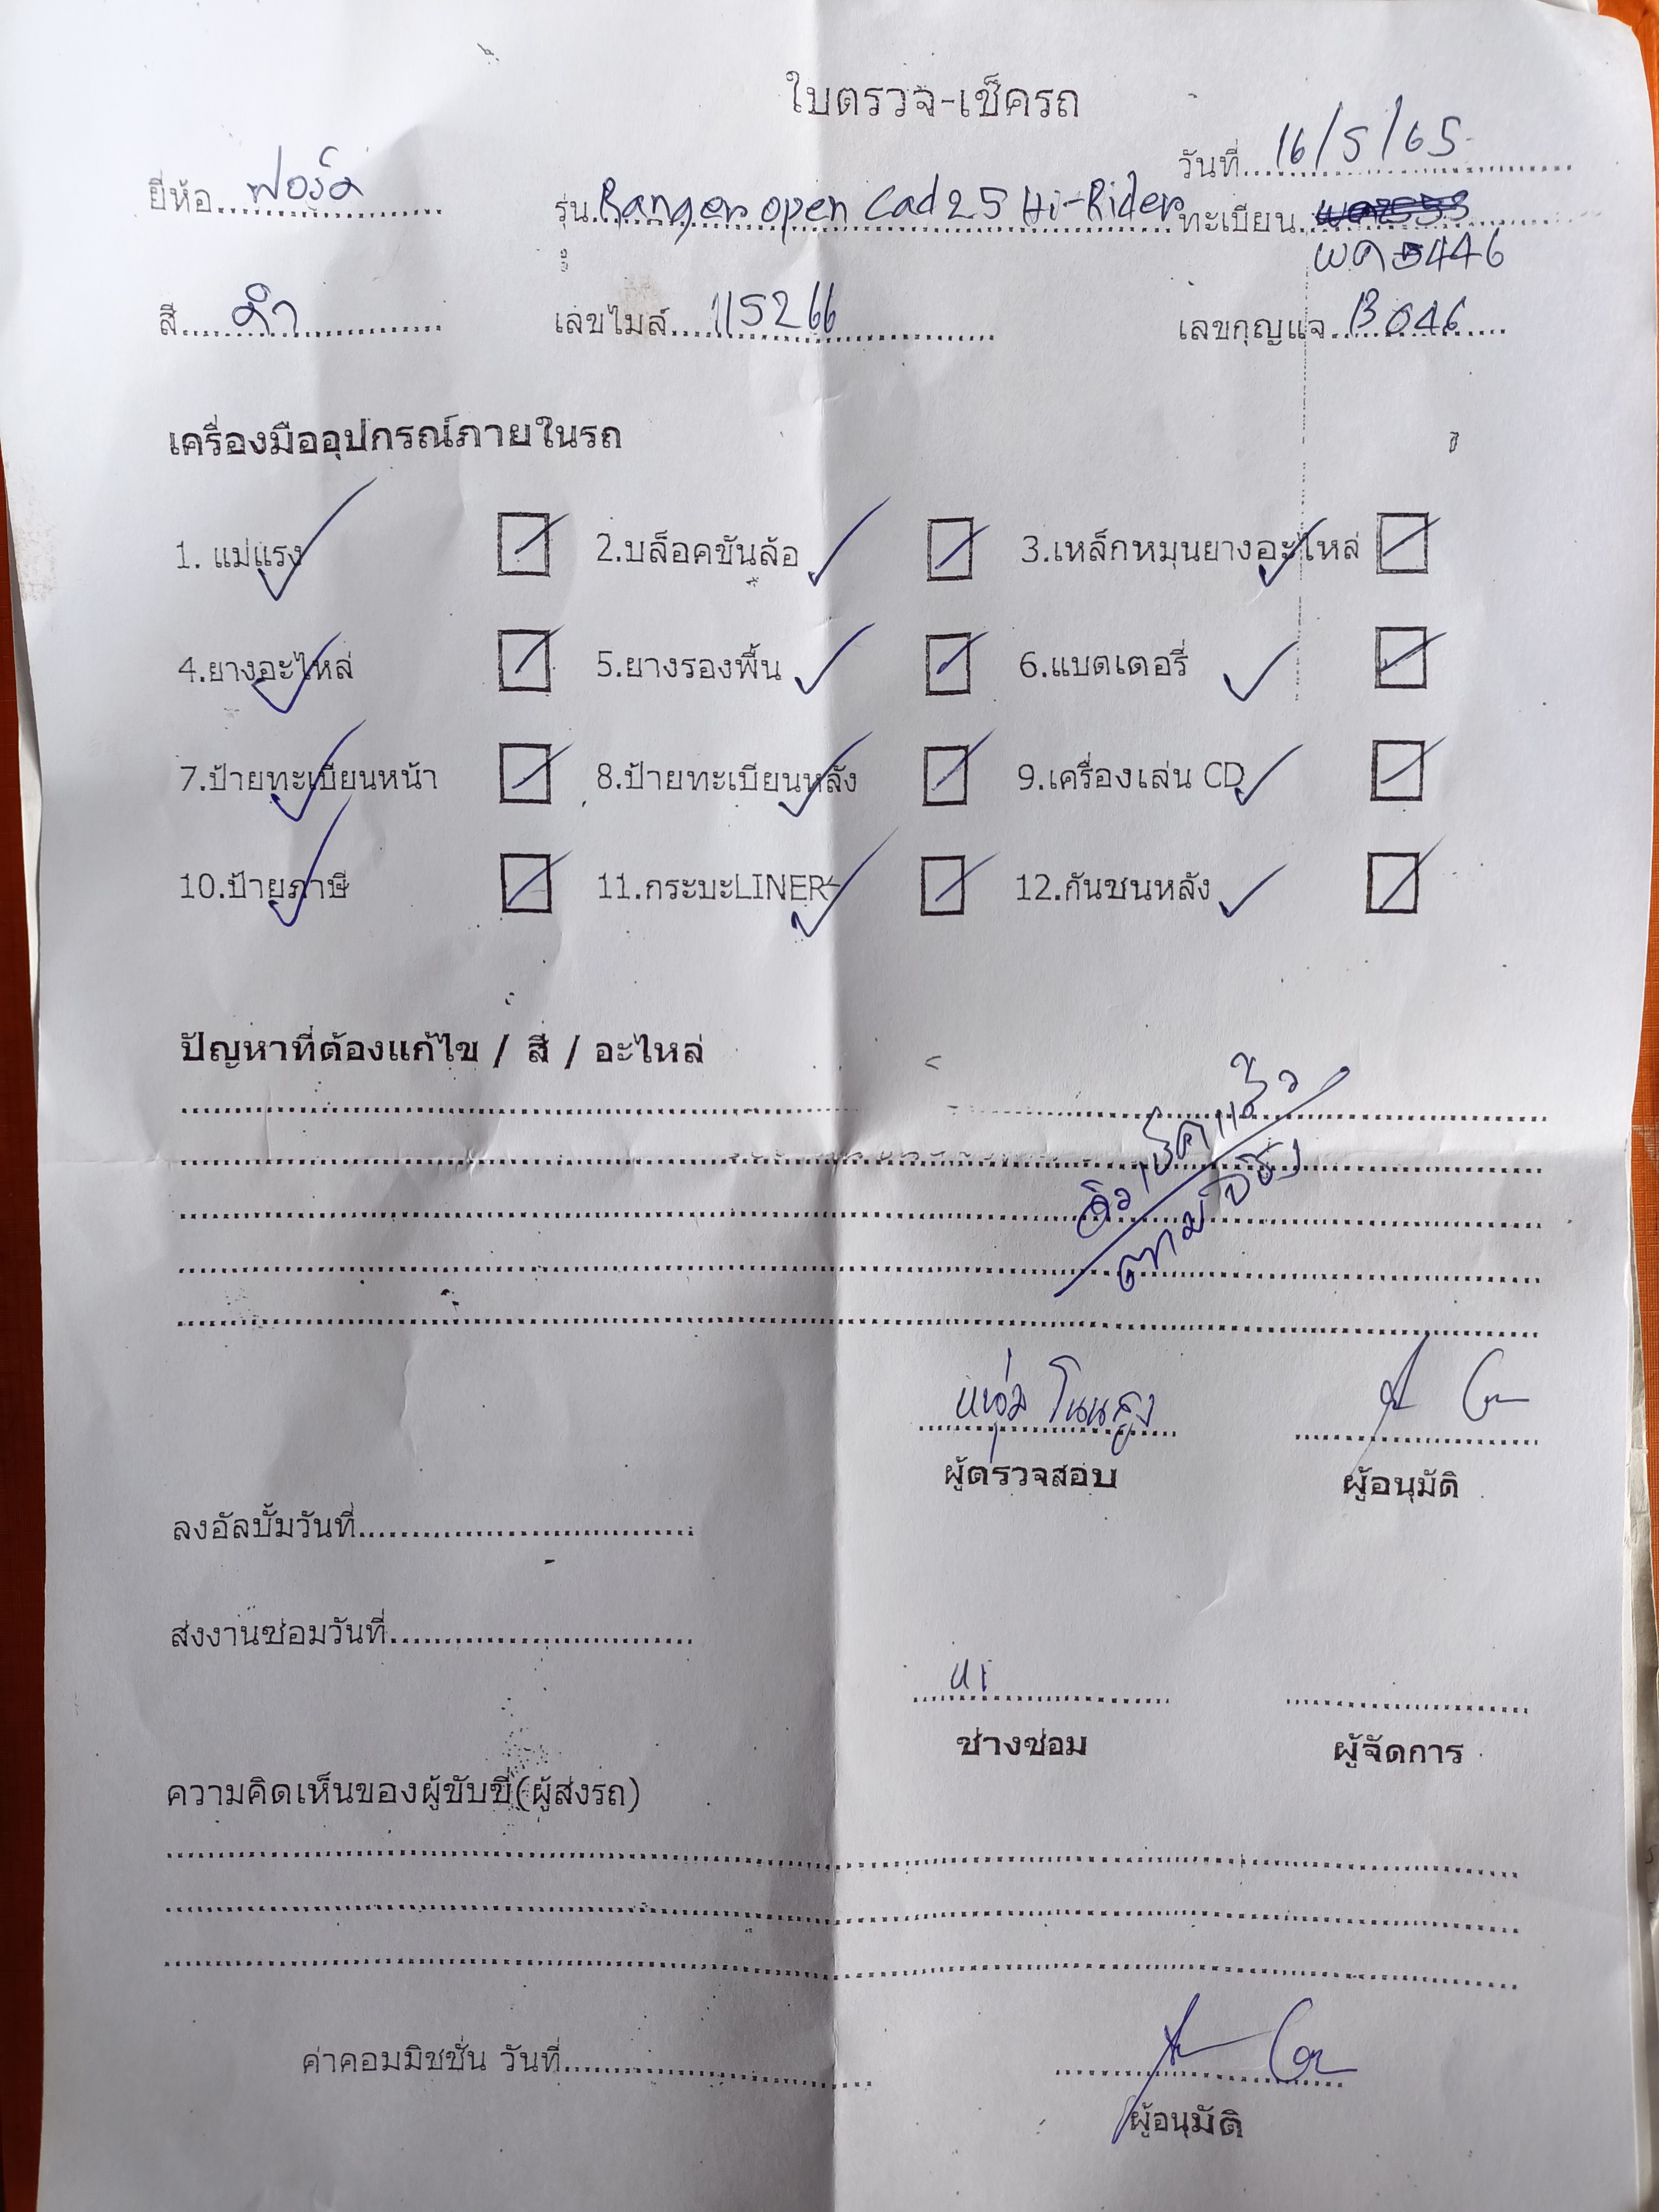 ใบตรวจ-เช็ครถ
วันที่ 16/5/65
ยี่ห้อ ฟอร์ด รุ่น Ranger open Cad 2.5 Hi-Rider ทะเบียน
5446
สี ดำ เลขไมล์ 115266 เลขกุญแจ B046
เครื่องมืออุปกรณ์ภายในรถ
1. แม่แรง 2.บล็อคขันล้อ 3.เหล็กหมุนยางอะไหล่
4.ยางอะไหล่ 5.ยางรองพื้น 6.แบตเตอรี่
7.ป้ายทะเบียนหน้า 8.ป้ายทะเบียนหลัง 9.เครื่องเล่น CD
10.ป้ายภาษี 11.กระบะLINER 12.กันชนหลัง
ปัญหาที่ต้องแก้ไข / สี / อะไหล่
เช็คแล้ว
ตามจริง
หนุ่ม โนนสูง
ผู้ตรวจสอบ ผู้อนุมัติ
ลงอัลบั้มวันที่
ส่งงานซ่อมวันที่
ช่างซ่อม ผู้จัดการ
ความคิดเห็นของผู้ขับขี่(ผู้ส่งรถ)
ค่าคอมมิชชั่น วันที่
ผู้อนุมัติ